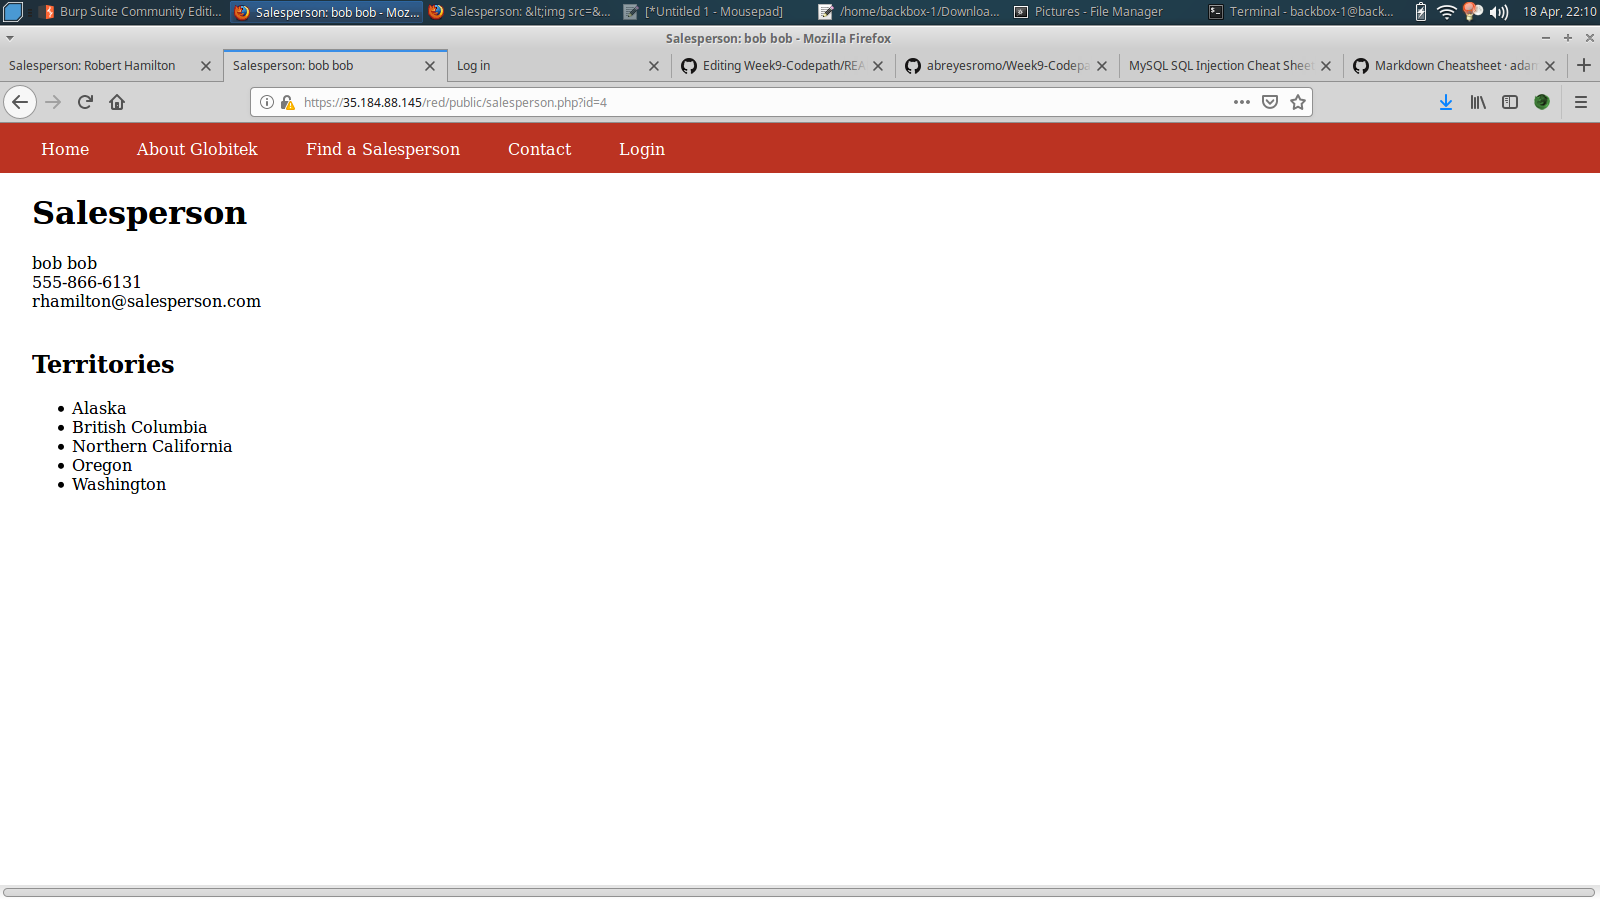 Burp Suite Community Editi...
Salesperson: bob bob - Moz...
Salesperson: &lt;img src=&...
[*Untitled 1 - Mousepad]
/home/backbox-1/Downloa...
Pictures - File Manager
Terminal - backbox-1@back...
18 Apr, 22:10
Salesperson: bob bob - Mozilla Firefox
Salesperson: Robert Hamilton
Salesperson: bob bob
Log in
Editing Week9-Codepath/REA
abreyesromo/Week9-Codepa
MySQL SQL Injection Cheat Sheet
Markdown Cheatsheet · adam
https://35.184.88.145/red/public/salesperson.php?id=4
Home
About Globitek
Find a Salesperson
Contact
Login
Salesperson
bob bob
555-866-6131
rhamilton@salesperson.com
Territories
Alaska
British Columbia
Northern California
Oregon
Washington